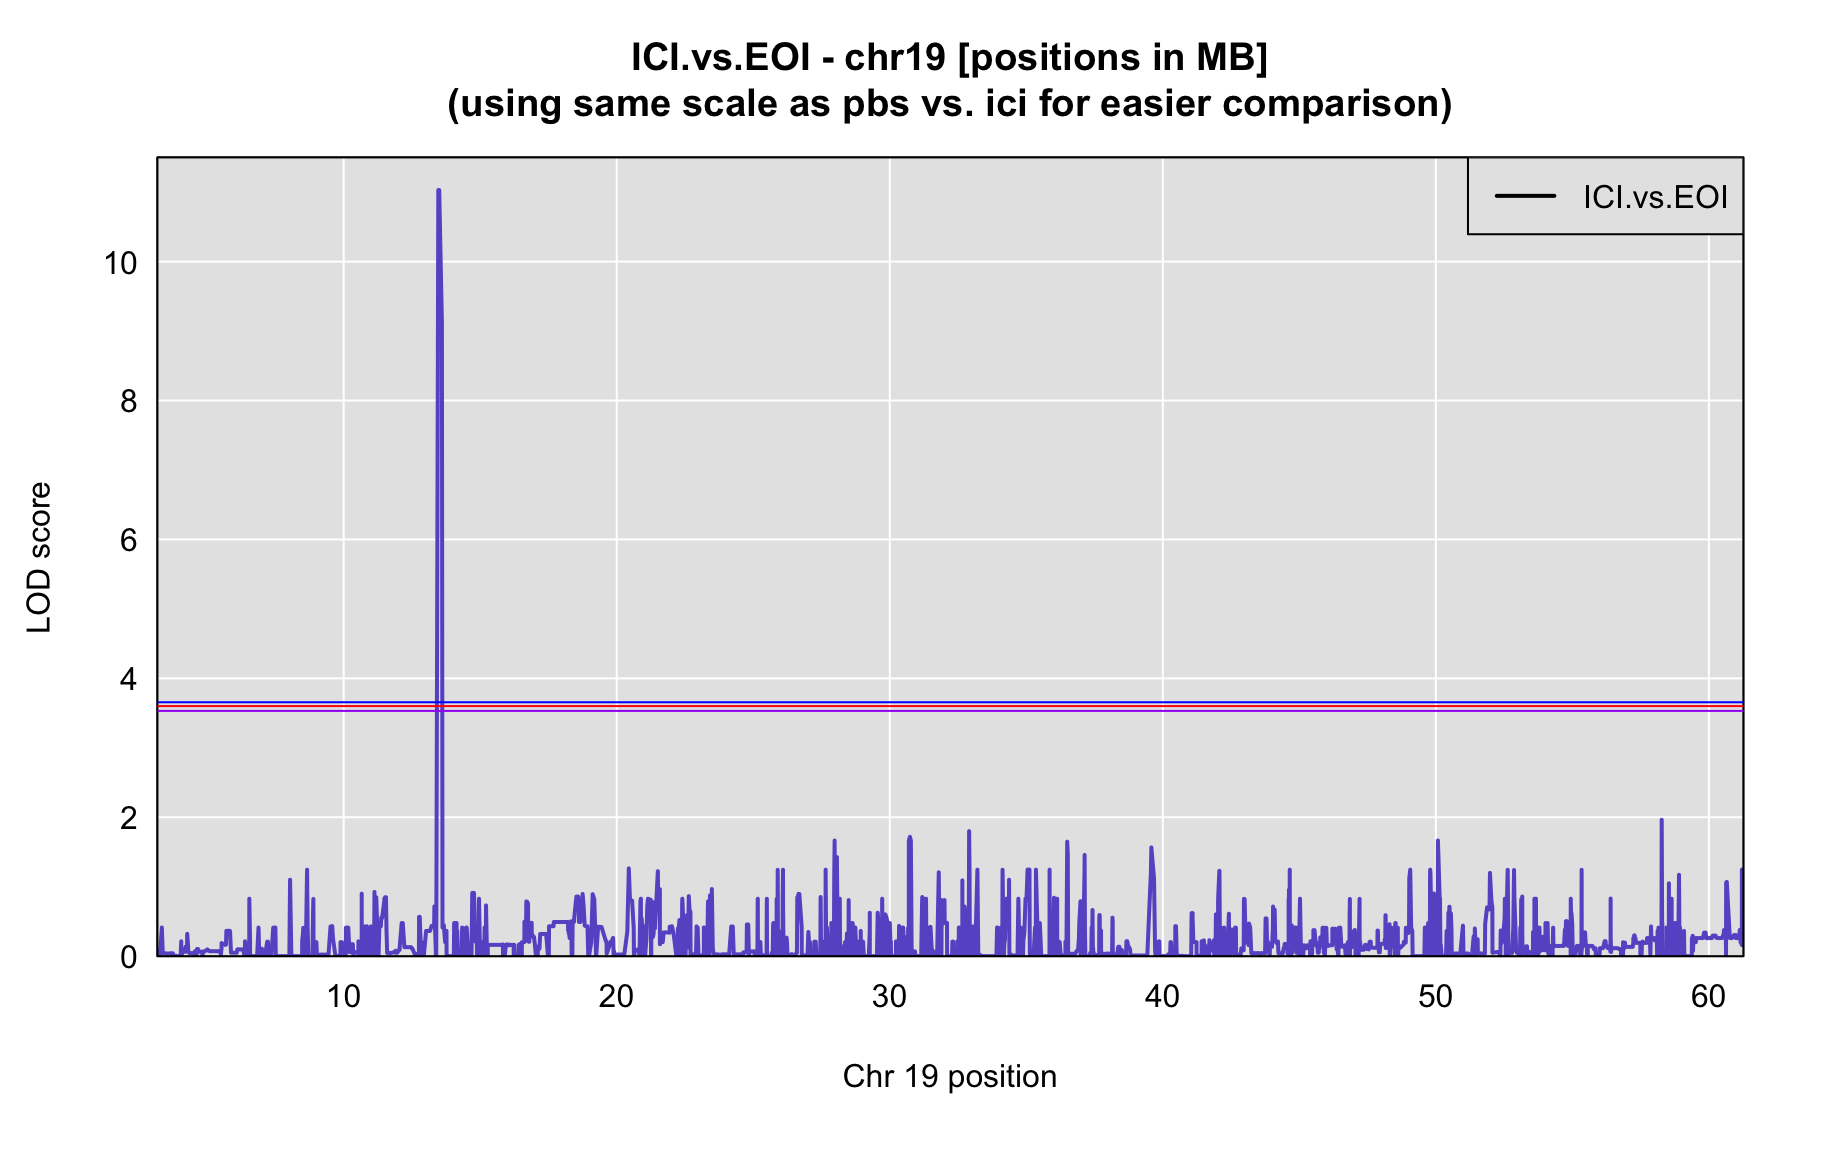 ICI.vs.EOI - chr19 [positions in MB]
(using same scale as pbs vs. ici for easier comparison)
ICI.vs.EOI
LOD score
10
8
6
4
2
0
10 20 30 40 50 60
Chr 19 position